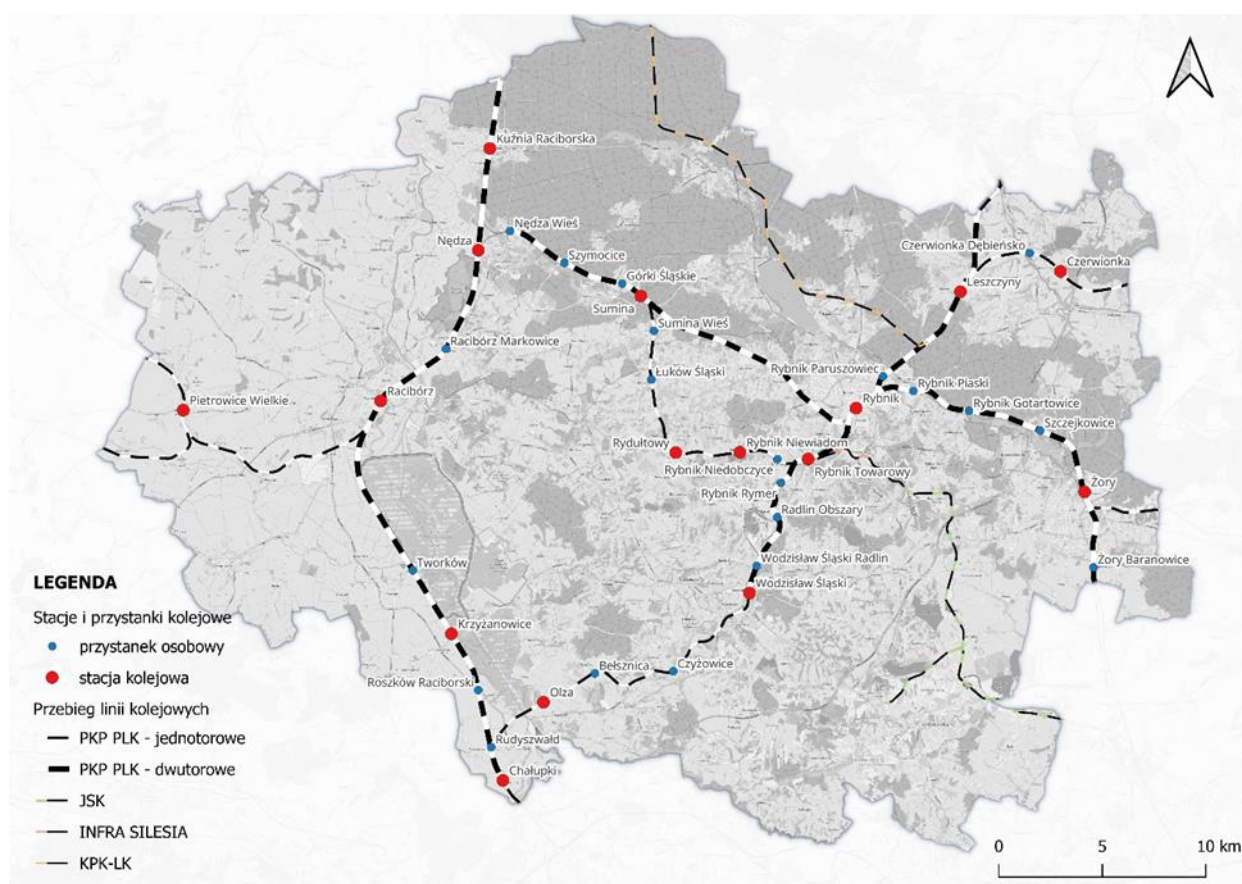 Kuźnia Raciborska
Nędza Wieś
Nędza
Szymocice
Górki Śląskie
Sumina
Sumina Wieś
Czerwionka Dębieńsko
Czerwionka
Leszczyny
Racibórz Markowice
Łuków Śląski
Rybnik Paruszowiec
Rybnik Piaski
Racibórz
Pietrowice Wielkie
Rybnik
Rybnik Gotartowice
Szczejkowice
Rydułtowy
Rybnik Niewiadom
Rybnik Niedobczyce
Rybnik Towarowy
Rybnik Rymer
Żory
Radlin Obszary
Tworków
Wodzisław Śląski Radlin
Żory Baranowice
Wodzisław Śląski
Krzyżanowice
Bełsznica
Czyżowice
Roszków Raciborski
Olza
Rudyszwałd
Chałupki
LEGENDA
Stacje i przystanki kolejowe
przystanek osobowy
stacja kolejowa
Przebieg linii kolejowych
PKP PLK - jednotorowe
PKP PLK - dwutorowe
JSK
INFRA SILESIA
KPK-LK
0 5 10 km